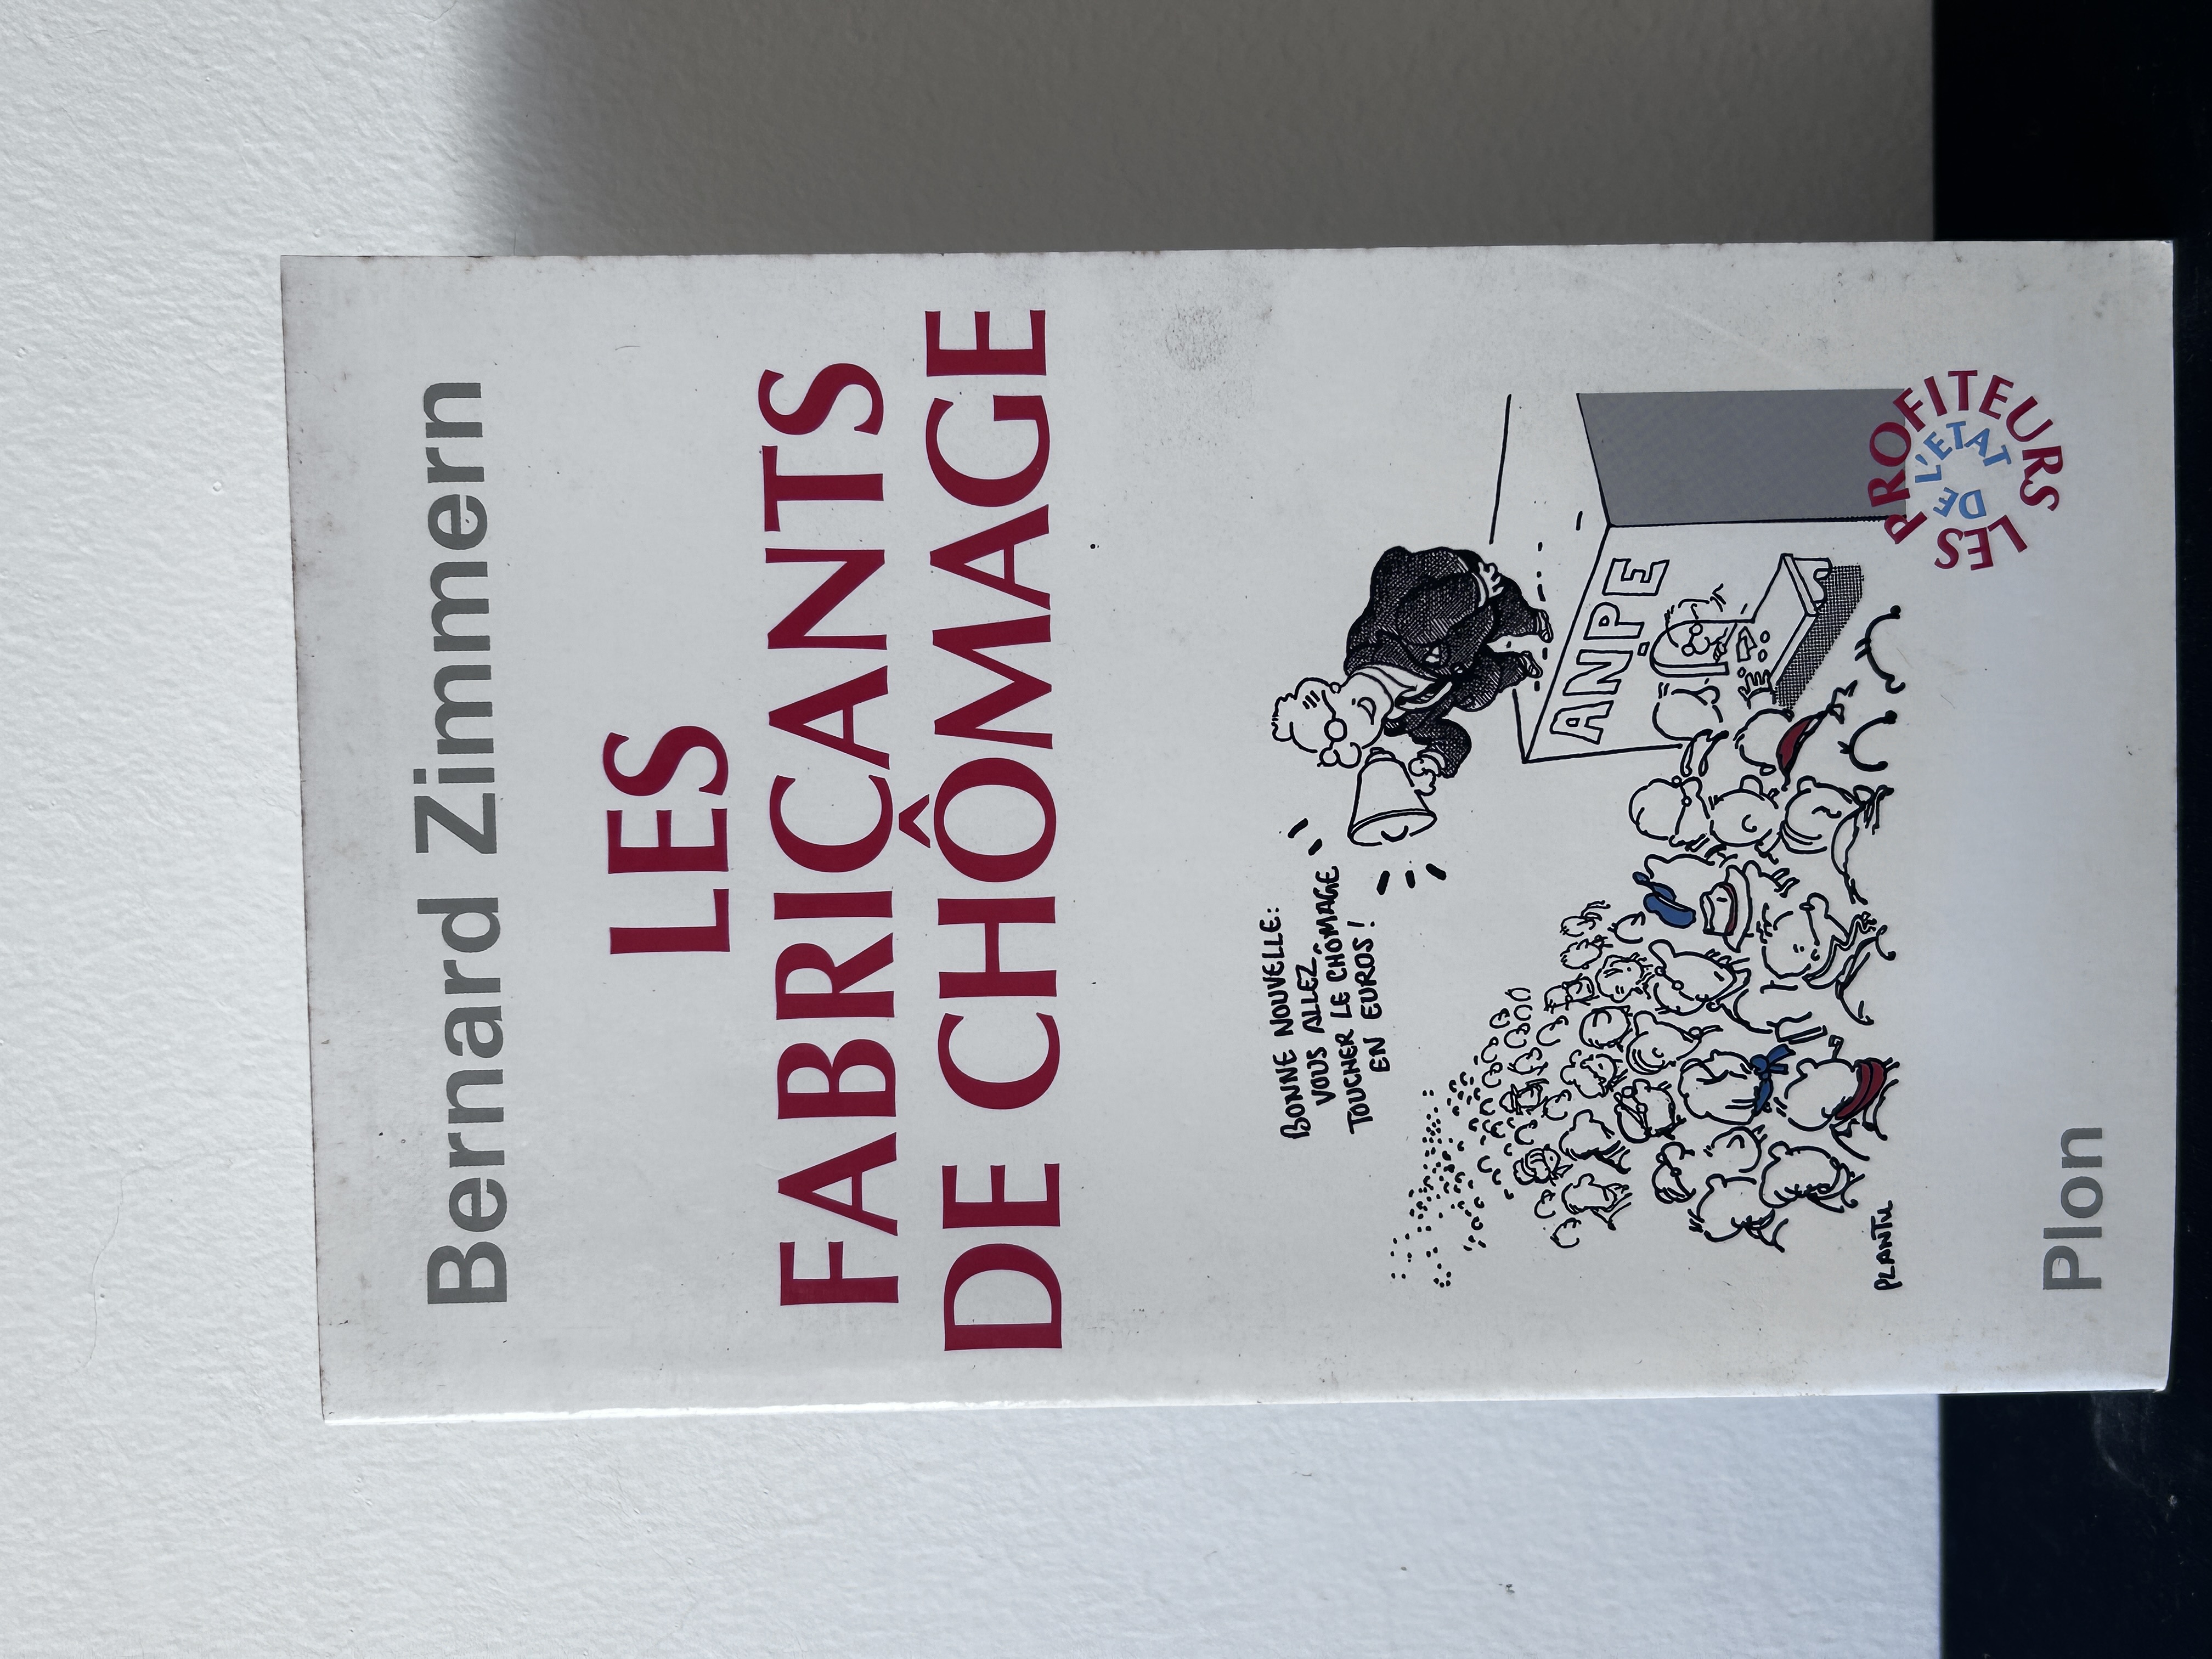 Bernard Zimmern
LES
FABRICANTS
DE CHÔMAGE
BONNE NOUVELLE:
VOUS ALLEZ
TOUCHER LE CHÔMAGE
EN EUROS!
ANPE
PLANTU
LES PROFITEURS
DE L'ETAT
Plon